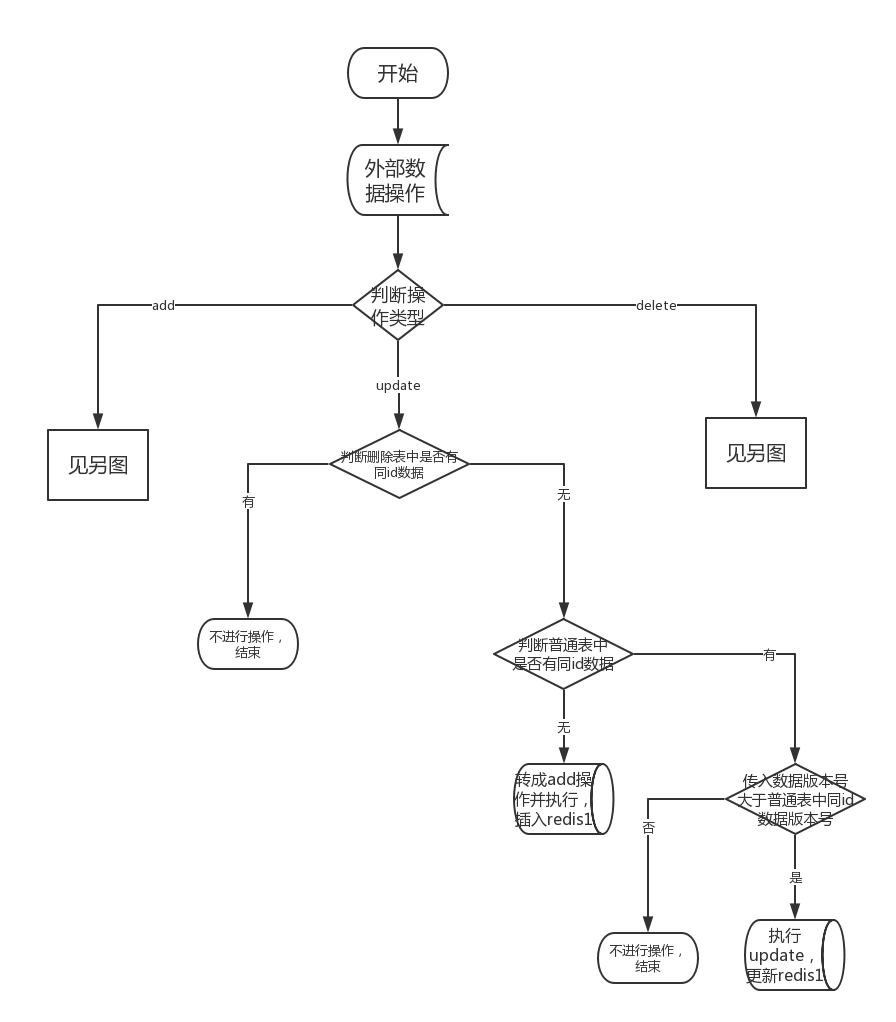 开始
外部数
据操作
判断操
作类型
add
delete
update
见另图
见另图
判断删除表中是否有
同id数据
有
无
不进行操作，
结束
判断普通表中
是否有同id数据
有
无
转成add操
作并执行，
插入redis1
传入数据版本号
大于普通表中同id
数据版本号
否
是
不进行操作，
结束
执行
update，
更新redis1